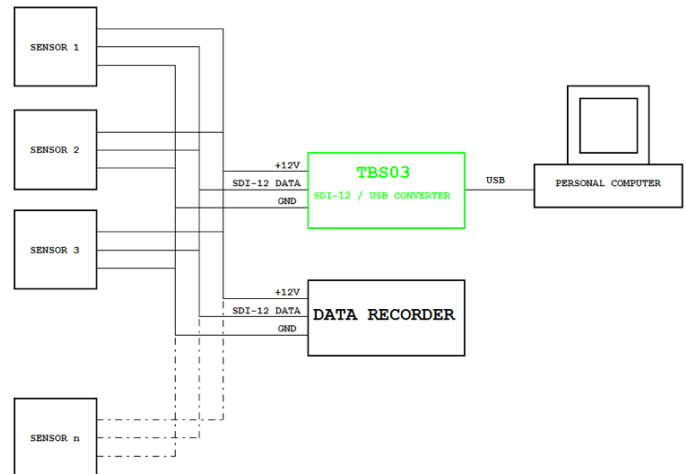 SENSOR 1
SENSOR 2
SENSOR 3
SENSOR n
+12V
SDI-12 DATA
GND
TBS03
SDI-12 / USB CONVERTER
USB
PERSONAL COMPUTER
+12V
SDI-12 DATA
GND
DATA RECORDER